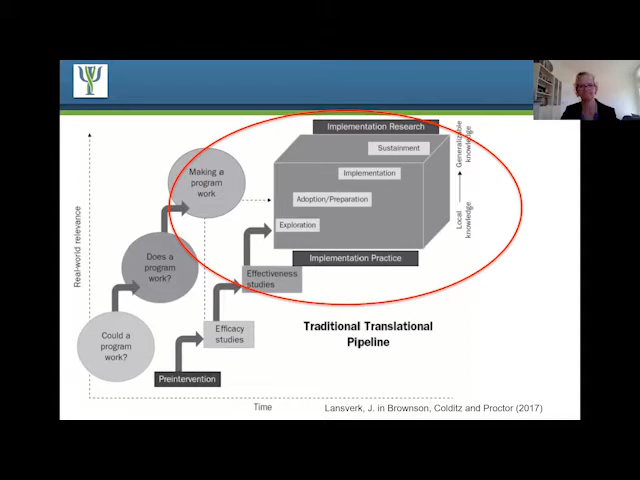 Implementation Research
Sustainment
Implementation
Adoption/Preparation
Exploration
Implementation Practice
Generalizable
knowledge
Local
knowledge
Making a
program
work
Does a
program
work?
Could a
program
work?
Effectiveness
studies
Efficacy
studies
Preintervention
Traditional Translational
Pipeline
Real-world relevance
Time
Lansverk, J. in Brownson, Colditz and Proctor (2017)